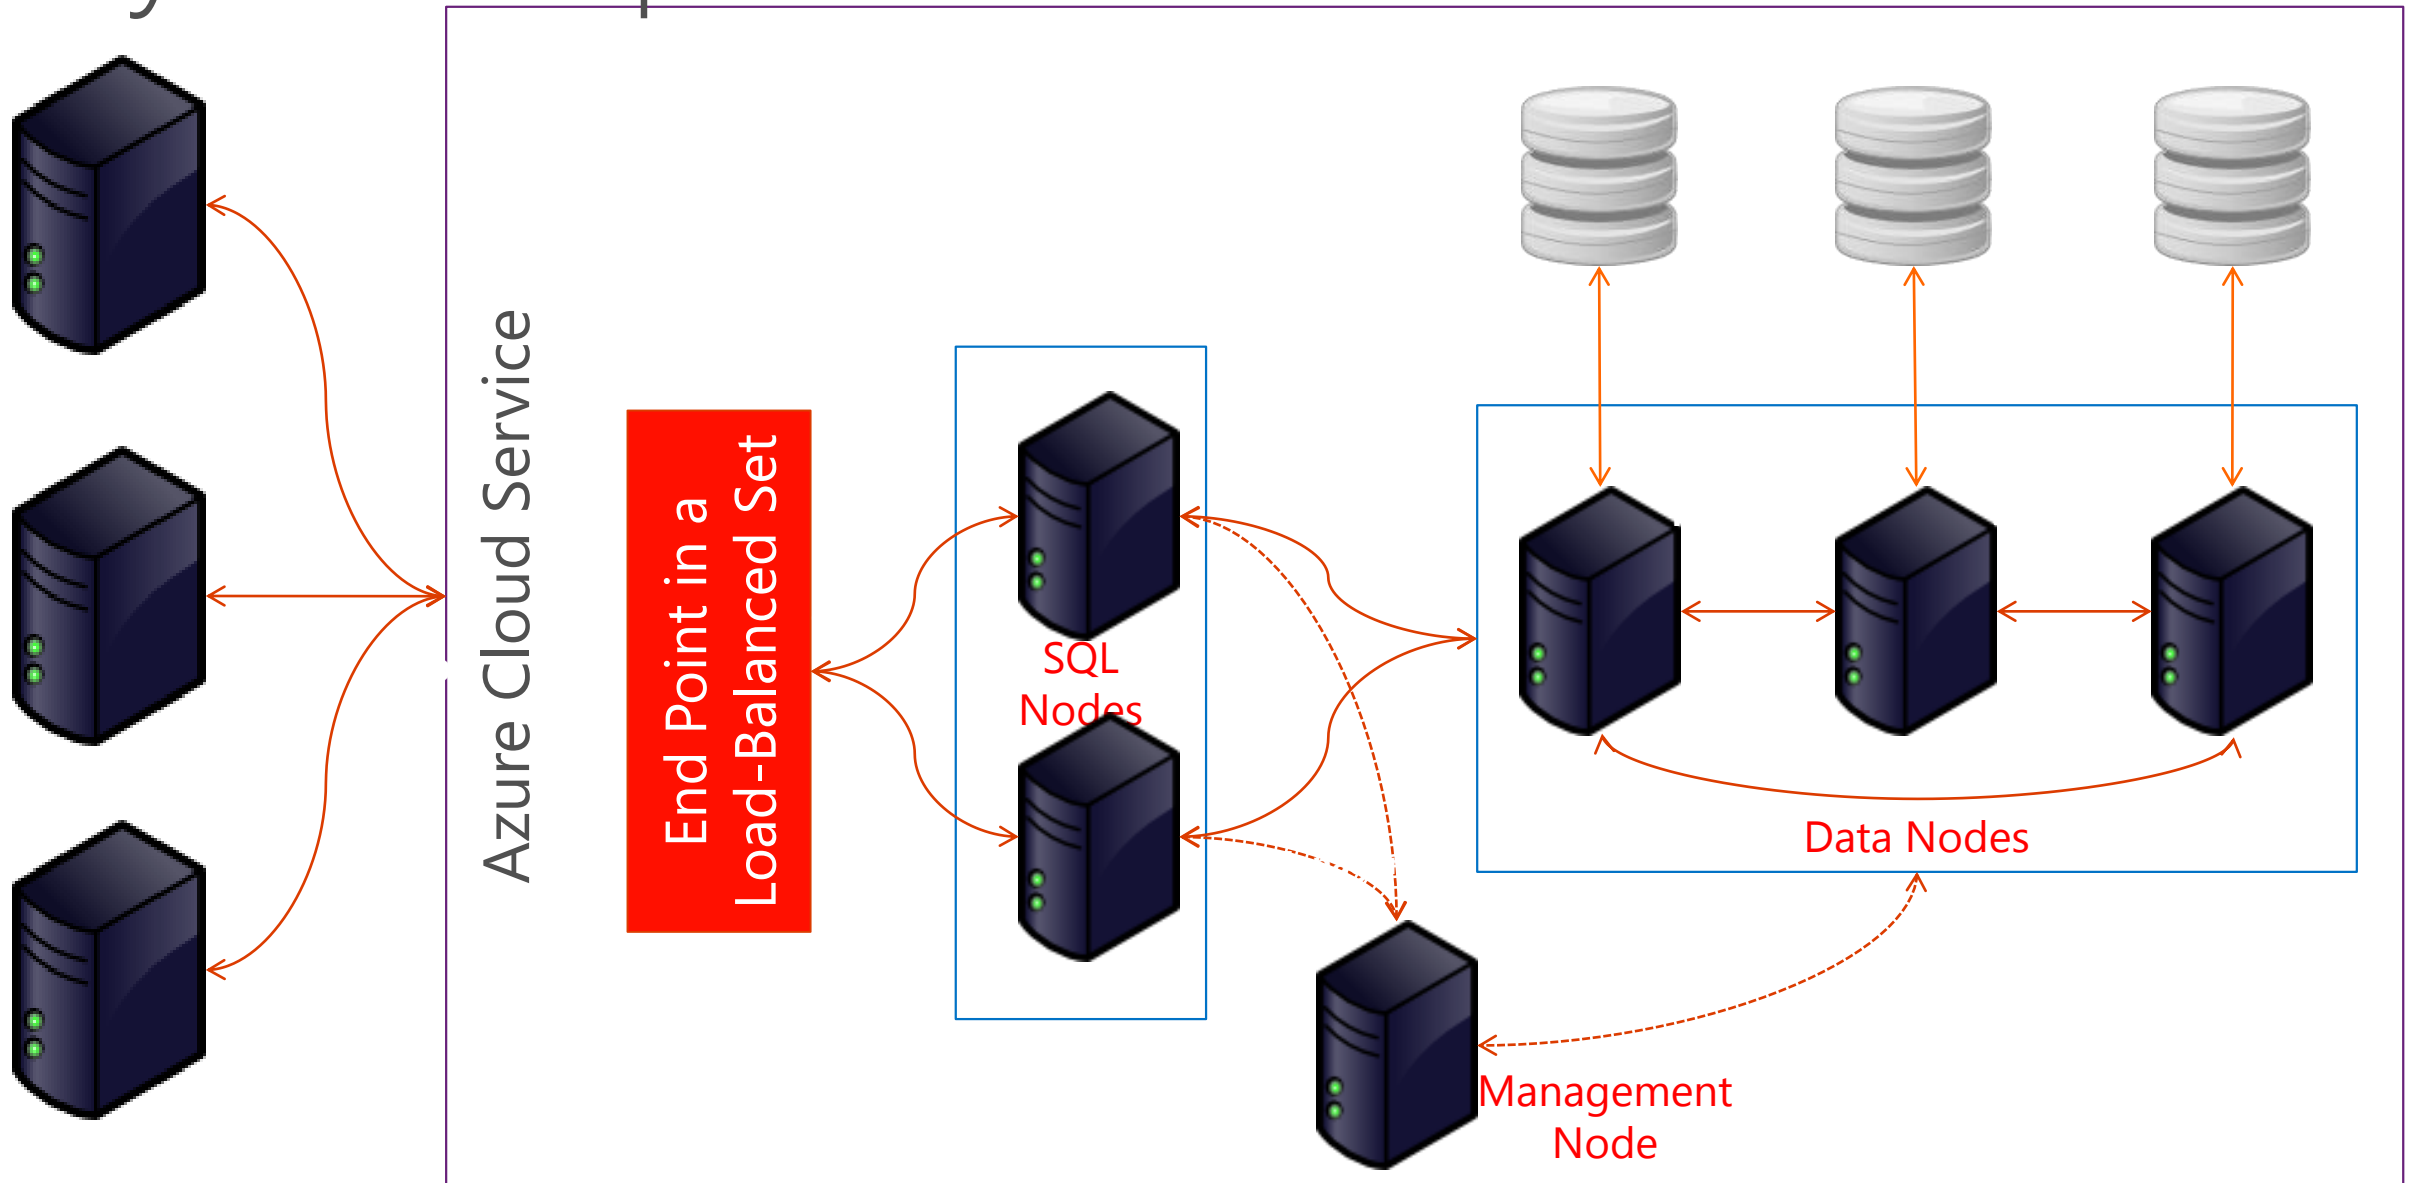 Azure Cloud Service
End Point in a
Load-Balanced Set
SQL
Nodes
Data Nodes
Management
Node